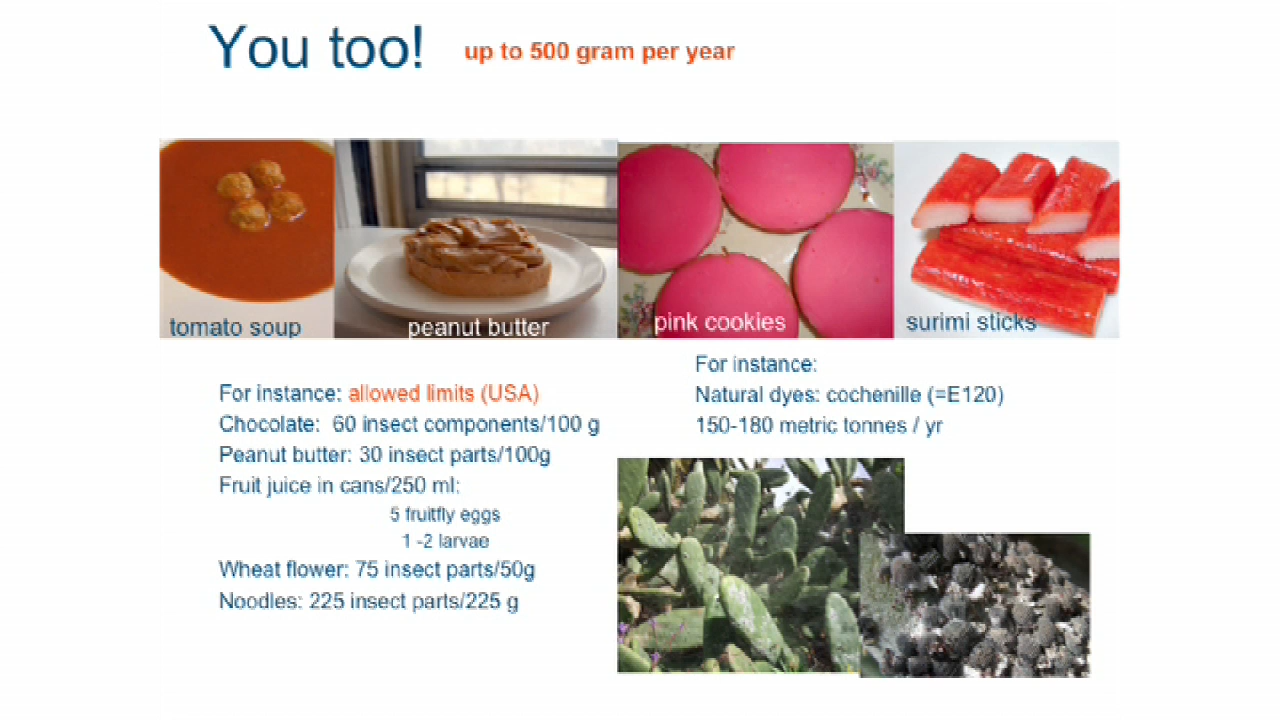 You too!
up to 500 gram per year
tomato soup
peanut butter
pink cookies
surimi sticks
For instance: allowed limits (USA)
Chocolate: 60 insect components/100 g
Peanut butter: 30 insect parts/100g
Fruit juice in cans/250 ml:
5 fruitfly eggs
1 -2 larvae
Wheat flower: 75 insect parts/50g
Noodles: 225 insect parts/225 g
For instance:
Natural dyes: cochenille (=E120)
150-180 metric tonnes / yr